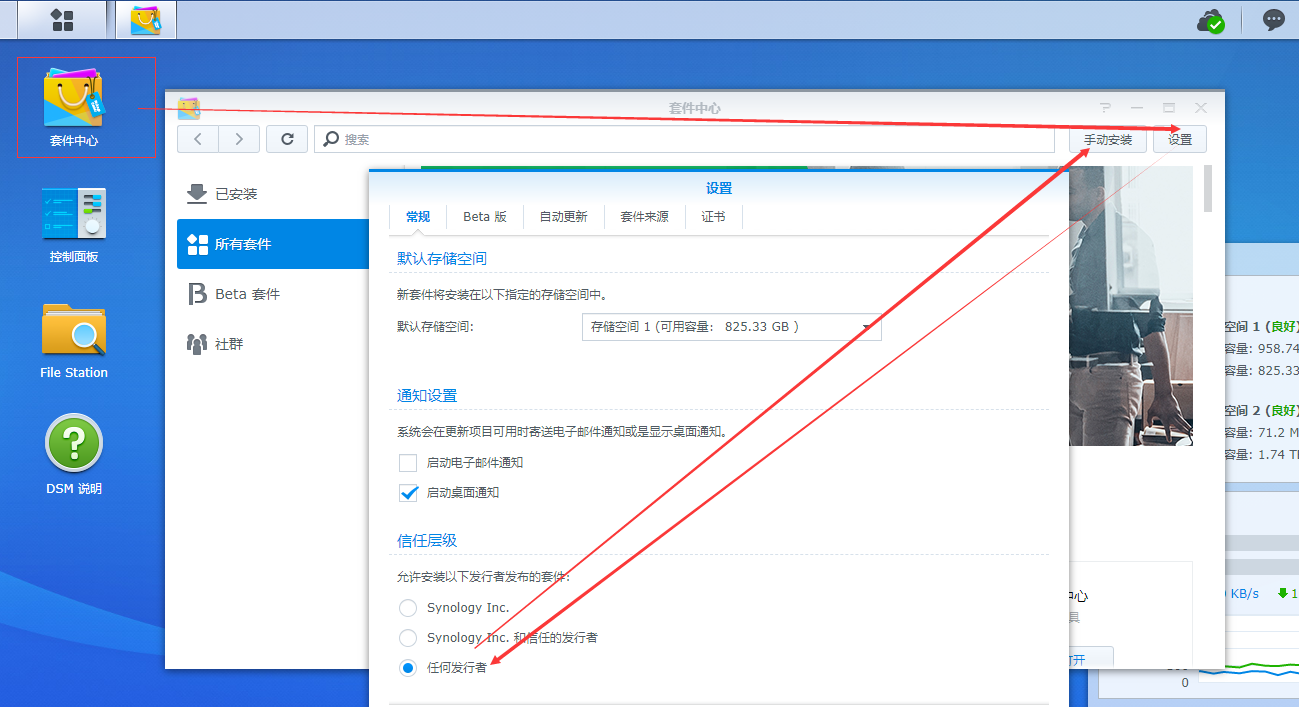 套件中心
控制面板
File Station
DSM 说明
套件中心
搜索
手动安装
设置
已安装
所有套件
Beta 套件
社群
设置
常规
Beta 版
自动更新
套件来源
证书
默认存储空间
新套件将安装在以下指定的存储空间中。
默认存储空间:
存储空间 1 (可用容量: 825.33 GB )
通知设置
系统会在更新项目可用时寄送电子邮件通知或是显示桌面通知。
启动电子邮件通知
启动桌面通知
信任层级
允许安装以下发行者发布的套件:
Synology Inc.
Synology Inc. 和信任的发行者
任何发行者
空间 1 (良好)
容量: 958.74
容量: 825.33
空间 2 (良好)
容量: 71.2 M
容量: 1.74 T
KB/s
1
中心
具
打开
0